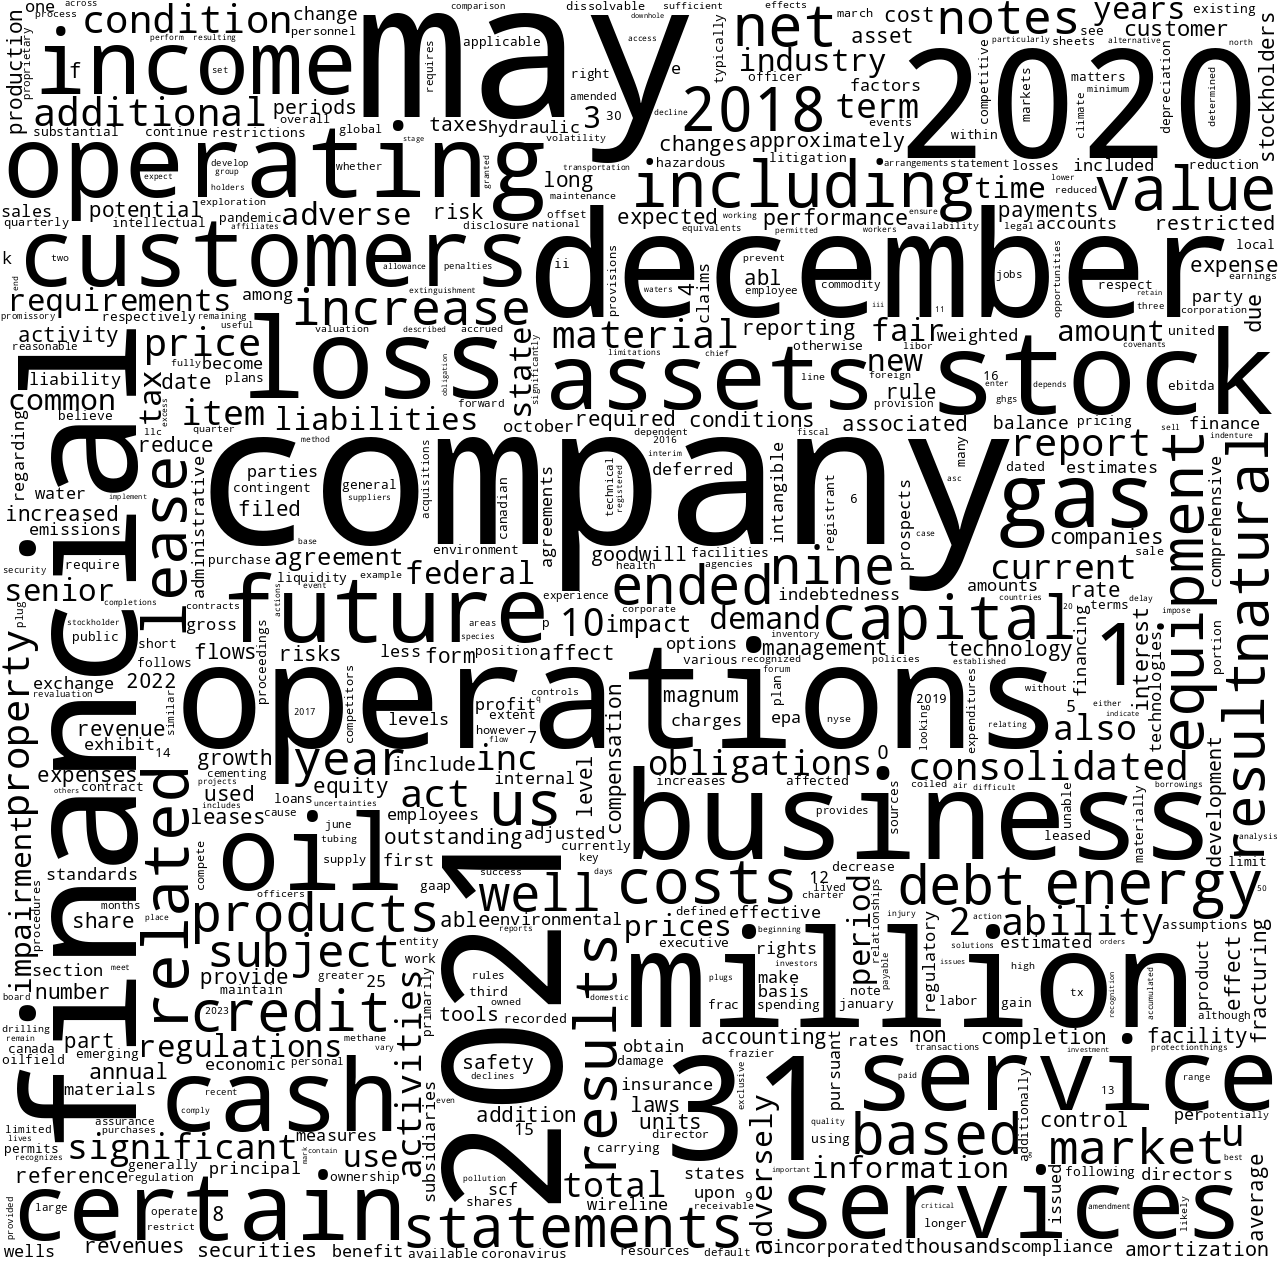 company
may
2020
december
operations
financial
business
2021
million
31
service
services
stock
assets
loss
customers
operating
income
including
value
net
notes
2018
term
condition
additional
industry
years
customer
asset
cost
change
personnel
one
production
proprietary
process
across
perform
resulting
set
if
periods
overall
substantial
continue
restrictions
global
stage
taxes
hydraulic
3
30
amended
right
volatility
decline
applicable
requires
comparison
dissolvable
sufficient
downhole
access
effects
typically
march
officer
factors
events
changes
approximately
existing
see
sheets
alternative
particularly
north
competitive
markets
matters
minimum
climate
within
depreciation
determined
stockholders
hazardous
litigation
arrangements
statement
losses
included
reduction
lower
reduced
time
payments
legal
accounts
restricted
long
maintenance
transportation
offset
national
granted
whether
develop
group
holders
expect
exploration
affiliates
sales
quarterly
potential
intellectual
pandemic
adverse
risk
disclosure
expected
working
equivalents
performance
permitted
workers
ensure
availability
k
two
end
allowance
penalties
ii
provisions
waters
4
claims
prevent
abl
employee
commodity
iii
11
jobs
opportunities
respect
retain
three
expense
earnings
local
party
corporation
due
requirements
among
promissory
respectively
remaining
increase
extinguishment
useful
valuation
described
accrued
activity
reasonable
price
fully
become
date
plans
liability
common
believe
tax
excess
llc
item
quarter
liabilities
forward
obligation
state
significantly
october
material
limitations
chief
reporting
otherwise
line
fair
libor
foreign
new
rule
provision
weighted
16
enter
depends
ghgs
amount
united
covenants
ebitda
required
conditions
associated
balance
pricing
sell
finance
indenture
regarding
reduce
lease
administrative
method
parties
contingent
filed
general
suppliers
base
acquisitions
canadian
agreements
dependent
2016
interim
deferred
technical
registered
fiscal
intangible
6
registrant
prospects
case
asc
many
gas
report
dated
estimates
companies
sale
equipment
comprehensive
natural
result
water
increased
emissions
implement
security
require
senior
completions
plug
stockholder
public
short
follows
purchase
agreement
environment
liquidity
example
federal
goodwill
facilities
health
agencies
ended
nine
indebtedness
current
amounts
rate
countries
20
terms
delay
impose
portion
contracts
gross
actions
event
future
areas
species
experience
p
10
corporate
impact
demand
inventory
capital
options
management
policies
established
technology
financing
1
interest
technologies
property
impairment
exchange
revaluation
2022
similar
flows
risks
proceedings
less
form
position
affect
various
recognized
forum
plan
magnum
charges
epa
nyse
2019
looking
expenditures
relating
without
5
either
indicate
also
revenue
exhibit
14
2017
competitors
levels
profit
q
controls
however
extent
flow
7
compensation
obligations
0
consolidated
expenses
others
contract
related
growth
cementing
projects
used
includes
leases
year
include
inc
equity
loans
uncertainties
cause
act
employees
us
internal
level
increases
affected
provides
sources
coiled
air
difficult
leased
unable
borrowings
materially
development
analysis
limit
standards
procedures
months
share
place
compete
officers
oil
june
tubing
supply
outstanding
first
gaap
adjusted
currently
key
days
success
well
costs
12
lived
charter
decrease
debt
energy
50
products
able
environmental
reports
prices
defined
effective
executive
beginning
period
relationships
injury
regulatory
2
action
solutions
issues
orders
ability
estimated
assumptions
section
number
meet
board
subject
provide
maintain
greater
25
entity
work
primarily
rules
third
owned
tools
recorded
results
domestic
plugs
frac
investors
rights
make
basis
spending
note
january
payable
labor
high
gain
tx
recognition
accumulated
product
effect
although
fracturing
drilling
remain
canada
oilfield
part
emerging
credit
2023
regulations
methane
vary
economic
personal
activities
safety
declines
obtain
damage
accounting
frazier
exclusive
rates
non
transactions
completion
investment
facility
protectionthings
annual
materials
cash
recent
comply
even
addition
15
subsidiaries
insurance
laws
units
director
carrying
pursuant
paid
13
range
limited
lives
permits
recognizes
assurance
purchases
significant
measures
mark
contain
use
adversely
quality
using
based
additionally
control
market
per
potentially
u
best
reference
generally
regulation
principal
ownership
pollution
scf
shares
total
wireline
states
upon
9
receivable
important
information
issued
following
directors
average
provided
large
certain
operate
restrict
8
statements
critical
longer
amendment
likely
wells
revenues
securities
benefit
available
coronavirus
resources
default
incorporated
thousands
compliance
amortization